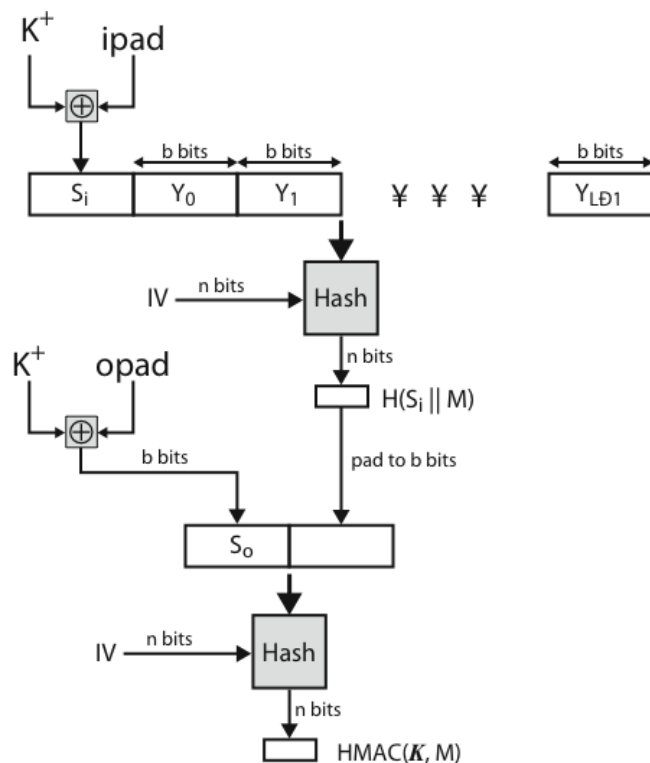 K+ ipad
b bits b bits b bits
Si Y0 Y1 ¥ ¥ ¥ YLÐ1
IV n bits Hash
n bits
K+ opad
H(Si || M)
b bits
pad to b bits
So
IV n bits Hash
n bits
HMAC(K, M)